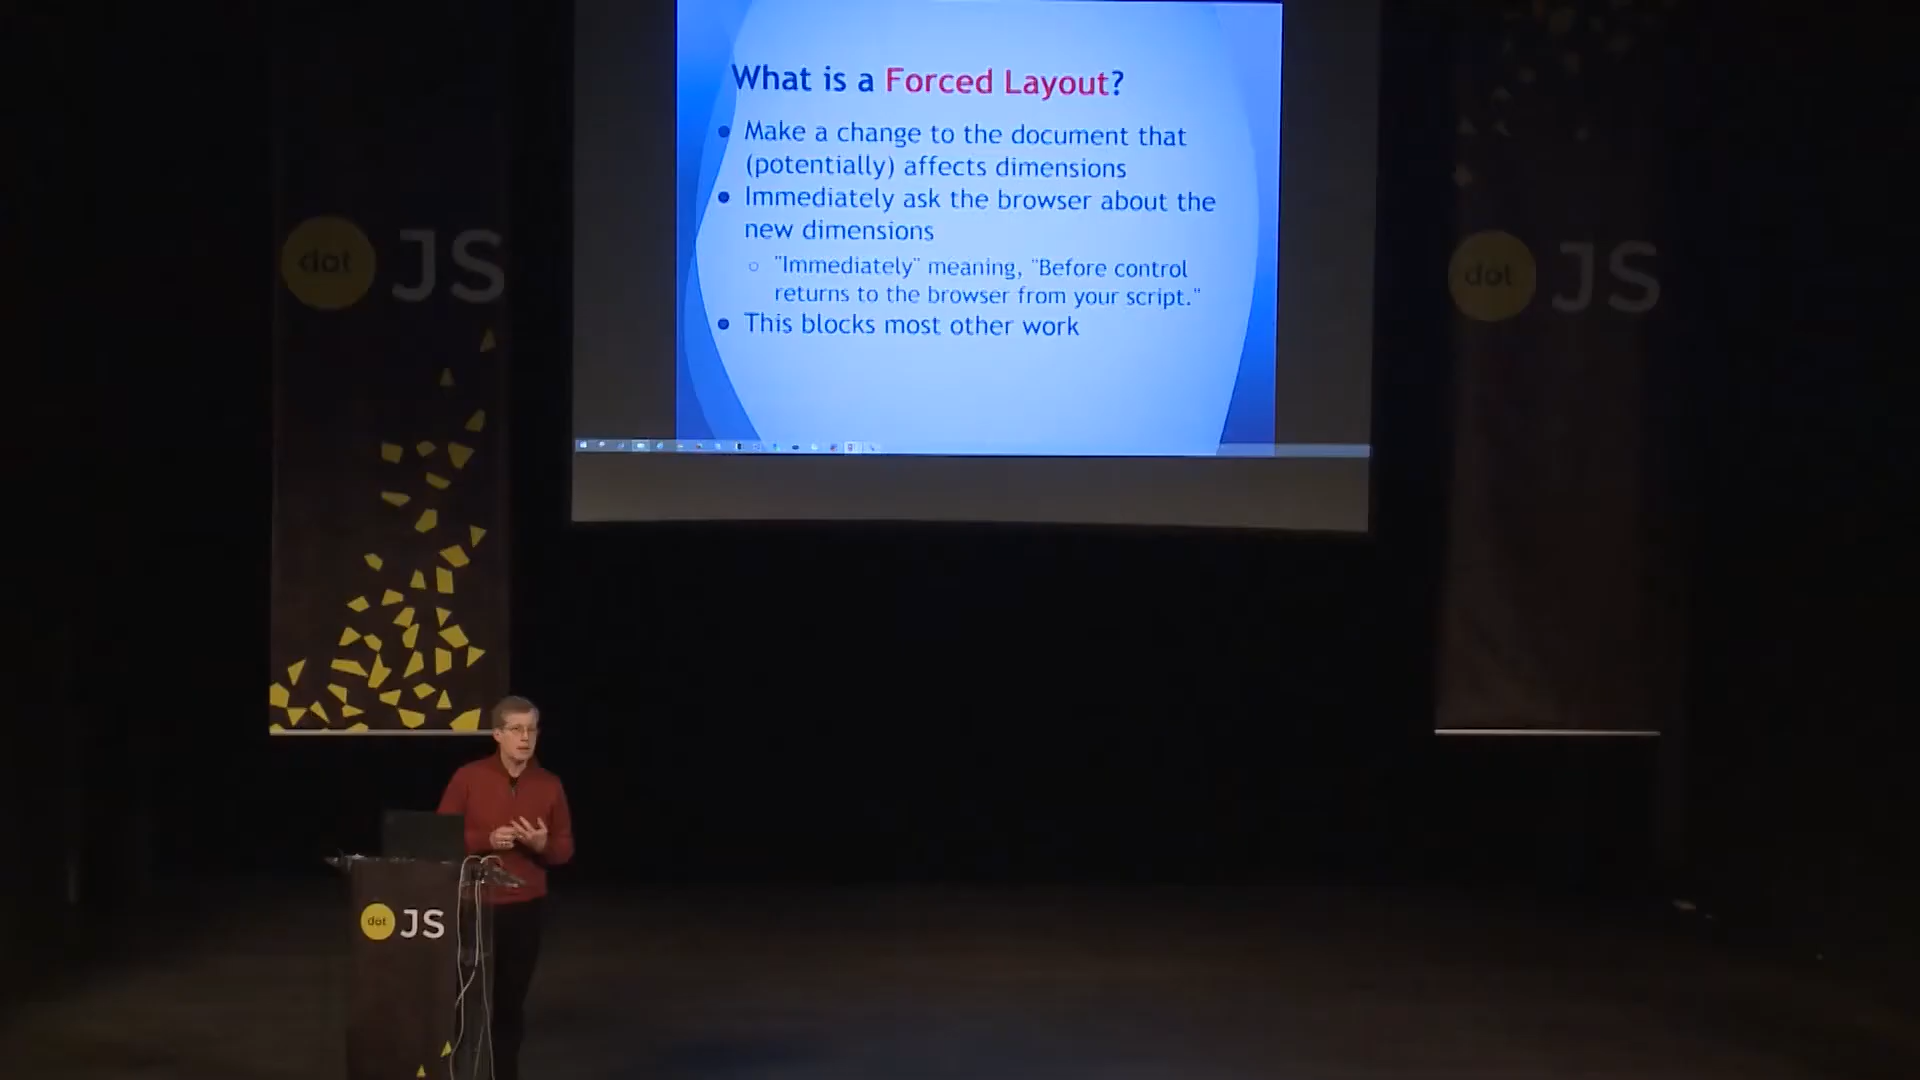 What is a Forced Layout?
Make a change to the document that
(potentially) affects dimensions
Immediately ask the browser about the
new dimensions
"Immediately" meaning, "Before control
returns to the browser from your script."
This blocks most other work
dot JS
dot JS
dot JS